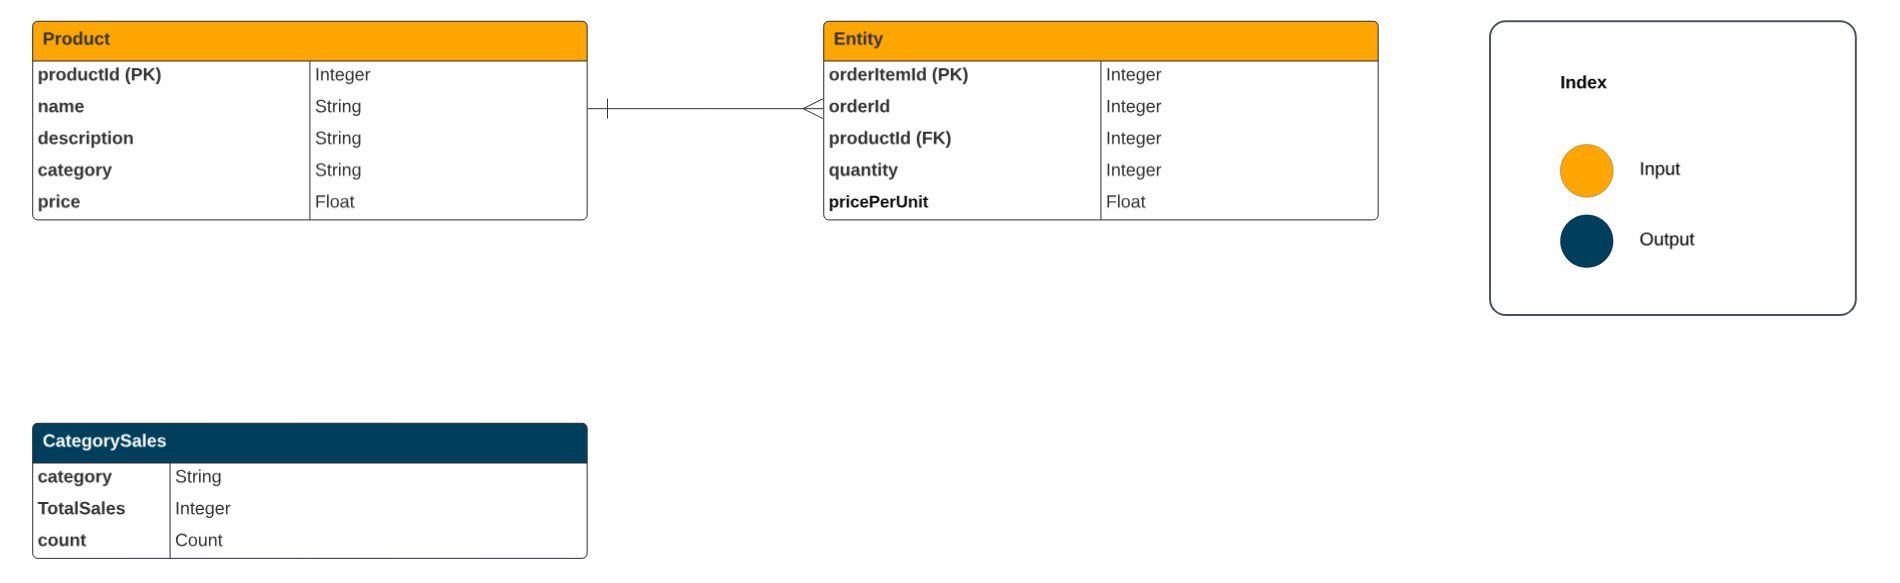 Product
productId (PK) Integer
name String
description String
category String
price Float
Entity
orderItemId (PK) Integer
orderId Integer
productId (FK) Integer
quantity Integer
pricePerUnit Float
Index
Input
Output
CategorySales
category String
TotalSales Integer
count Count